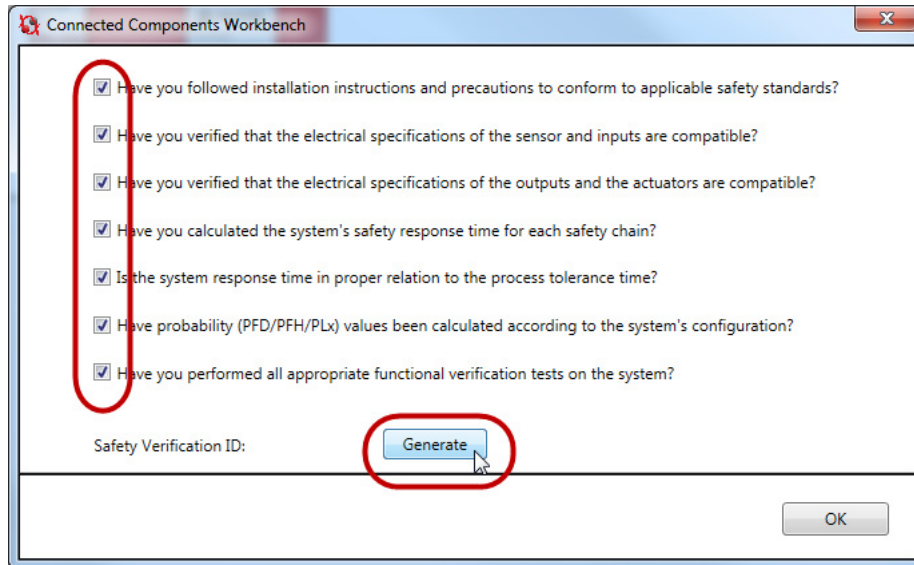 Connected Components Workbench
Have you followed installation instructions and precautions to conform to applicable safety standards?
Have you verified that the electrical specifications of the sensor and inputs are compatible?
Have you verified that the electrical specifications of the outputs and the actuators are compatible?
Have you calculated the system's safety response time for each safety chain?
Is the system response time in proper relation to the process tolerance time?
Have probability (PFD/PFH/PLx) values been calculated according to the system's configuration?
Have you performed all appropriate functional verification tests on the system?
Safety Verification ID: Generate
OK